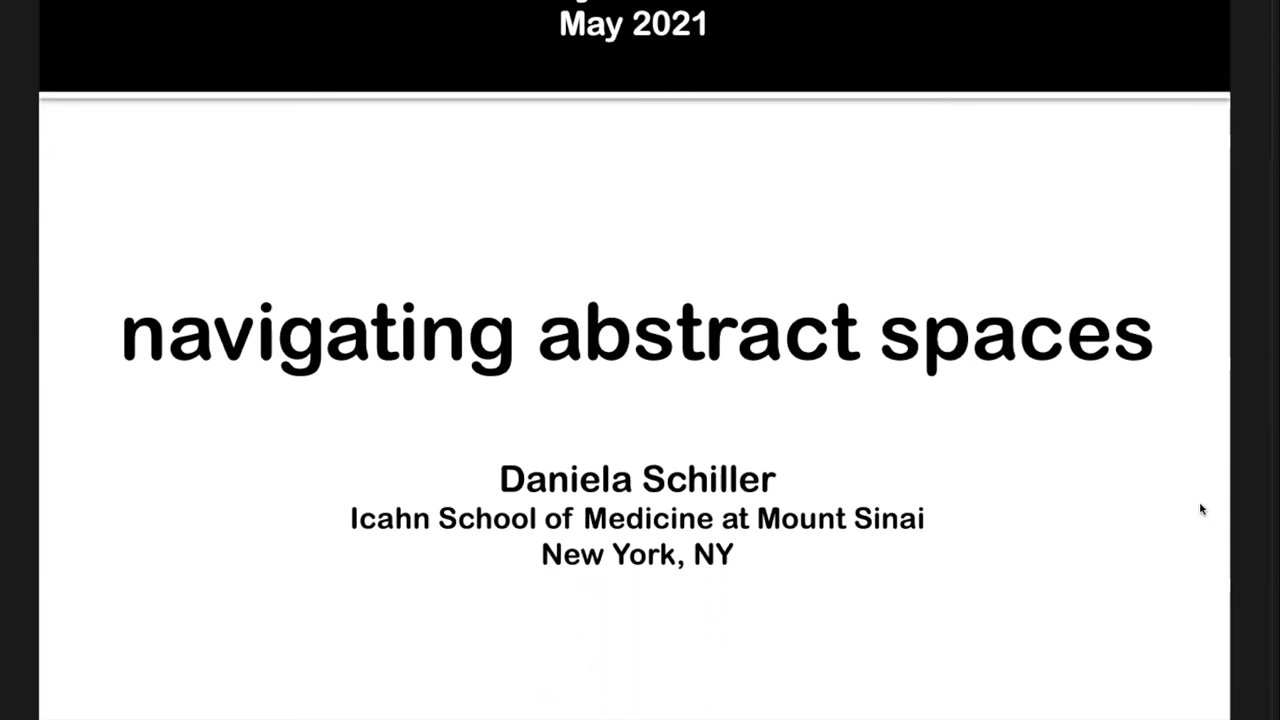 May 2021
navigating abstract spaces
Daniela Schiller
Icahn School of Medicine at Mount Sinai
New York, NY